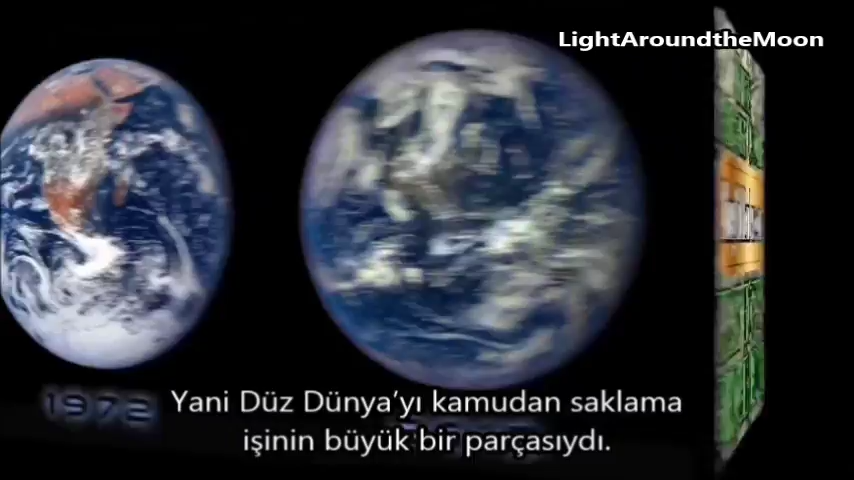 LightAroundtheMoon
1972
Yani Düz Dünya'yı kamudan saklama
işinin büyük bir parçasıydı.